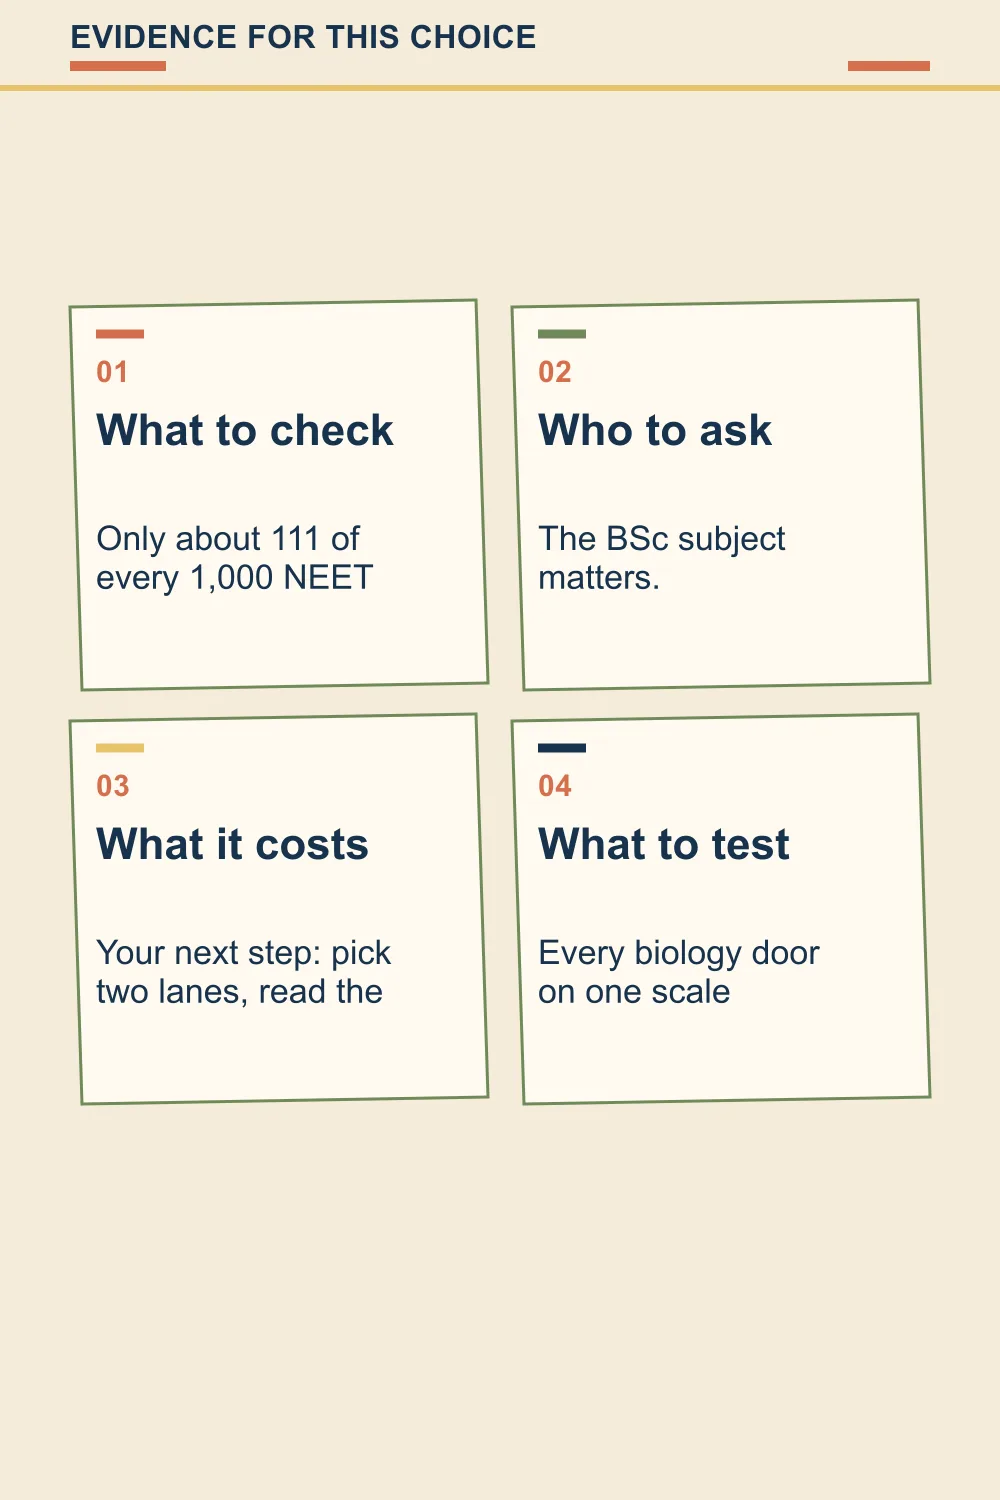 EVIDENCE FOR THIS CHOICE
01
What to check
Only about 111 of
every 1,000 NEET
02
Who to ask
The BSc subject
matters.
03
What it costs
Your next step: pick
two lanes, read the
04
What to test
Every biology door
on one scale